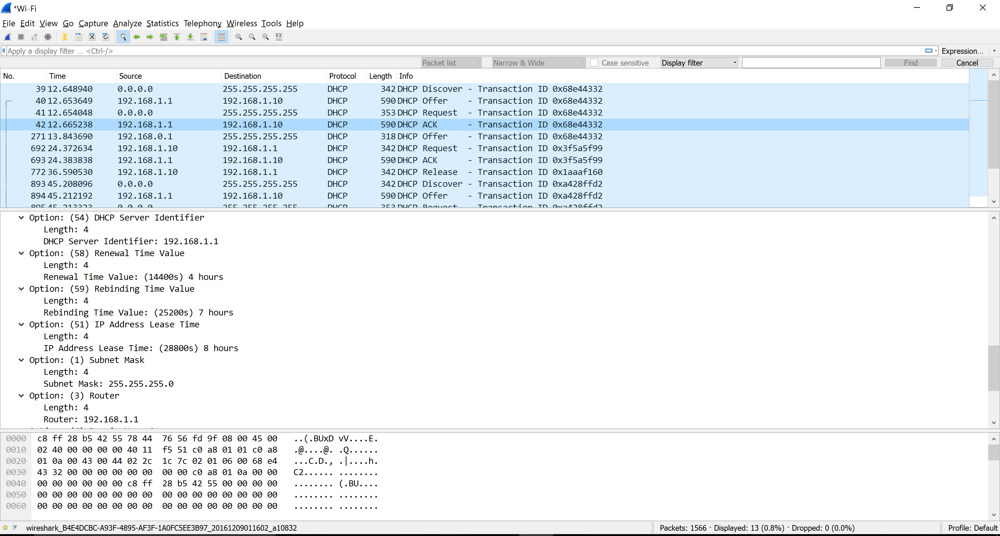 *Wi-Fi
File Edit View Go Capture Analyze Statistics Telephony Wireless Tools Help
Apply a display filter ... <Ctrl-/> Expression... +
Packet list Narrow & Wide Case sensitive Display filter Find Cancel
No. Time Source Destination Protocol Length Info
39 12.648940 0.0.0.0 255.255.255.255 DHCP 342 DHCP Discover - Transaction ID 0x68e44332
40 12.653649 192.168.1.1 192.168.1.10 DHCP 590 DHCP Offer - Transaction ID 0x68e44332
41 12.654048 0.0.0.0 255.255.255.255 DHCP 353 DHCP Request - Transaction ID 0x68e44332
42 12.665238 192.168.1.1 192.168.1.10 DHCP 590 DHCP ACK - Transaction ID 0x68e44332
271 13.843690 192.168.0.1 255.255.255.255 DHCP 318 DHCP Offer - Transaction ID 0x68e44332
692 24.372634 192.168.1.10 192.168.1.1 DHCP 342 DHCP Request - Transaction ID 0x3f5a5f99
693 24.383838 192.168.1.1 192.168.1.10 DHCP 590 DHCP ACK - Transaction ID 0x3f5a5f99
772 36.590530 192.168.1.10 192.168.1.1 DHCP 342 DHCP Release - Transaction ID 0x1aaaf160
893 45.208096 0.0.0.0 255.255.255.255 DHCP 342 DHCP Discover - Transaction ID 0xa428ffd2
894 45.212192 192.168.1.1 192.168.1.10 DHCP 590 DHCP Offer - Transaction ID 0xa428ffd2
895 45.213323 0.0.0.0 255.255.255.255 DHCP 353 DHCP Request - Transaction ID 0xa428ffd2
Option: (54) DHCP Server Identifier
Length: 4
DHCP Server Identifier: 192.168.1.1
Option: (58) Renewal Time Value
Length: 4
Renewal Time Value: (14400s) 4 hours
Option: (59) Rebinding Time Value
Length: 4
Rebinding Time Value: (25200s) 7 hours
Option: (51) IP Address Lease Time
Length: 4
IP Address Lease Time: (28800s) 8 hours
Option: (1) Subnet Mask
Length: 4
Subnet Mask: 255.255.255.0
Option: (3) Router
Length: 4
Router: 192.168.1.1
0000 c8 ff 28 b5 42 55 78 44 76 56 fd 9f 08 00 45 00 ..(.BUxD vV....E.
0010 02 40 00 00 00 00 40 11 f5 51 c0 a8 01 01 c0 a8 .@....@. .Q......
0020 01 0a 00 43 00 44 02 2c 1c 7c 02 01 06 00 68 e4 ...C.D., .|....h.
0030 43 32 00 00 00 00 00 00 00 00 c0 a8 01 0a 00 00 C2...... ........
0040 00 00 00 00 00 00 c8 ff 28 b5 42 55 00 00 00 00 ........ (.BU....
0050 00 00 00 00 00 00 00 00 00 00 00 00 00 00 00 00 ........ ........
0060 00 00 00 00 00 00 00 00 00 00 00 00 00 00 00 00 ........ ........
wireshark_B4E4DCBC-A93F-4895-AF3F-1A0FC5EE3B97_20161209011602_a10832 Packets: 1566 · Displayed: 13 (0.8%) · Dropped: 0 (0.0%) Profile: Default